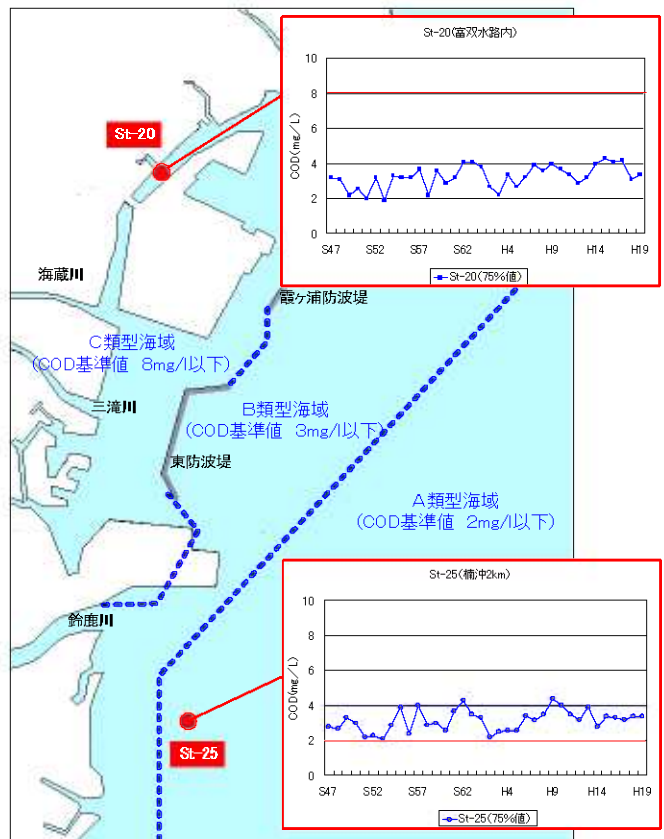 St-20(富双水路内)
COD(mg/L)
10
8
6
4
2
0
S47 S52 S57 S62 H4 H9 H14 H19
St-20(75%値)
St-20
海蔵川
霞ヶ浦防波堤
C類型海域
(COD基準値 8mg/l以下)
三滝川
B類型海域
(COD基準値 3mg/l以下)
東防波堤
A類型海域
(COD基準値 2mg/l以下)
鈴鹿川
St-25
St-25(楠沖2km)
COD(mg/L)
10
8
6
4
2
0
S47 S52 S57 S62 H4 H9 H14 H19
St-25(75%値)